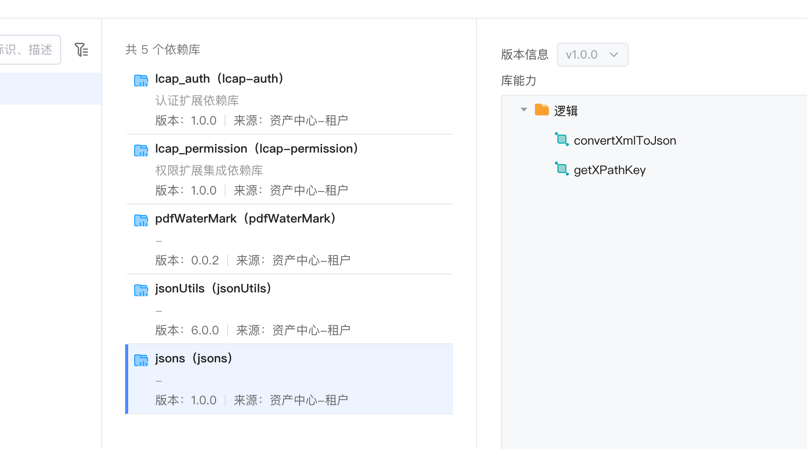 标识、描述
共 5 个依赖库
lcap_auth（lcap-auth）
认证扩展依赖库
版本：1.0.0 | 来源：资产中心-租户
lcap_permission（lcap-permission）
权限扩展集成依赖库
版本：1.0.0 | 来源：资产中心-租户
pdfWaterMark（pdfWaterMark）
-
版本：0.0.2 | 来源：资产中心-租户
jsonUtils（jsonUtils）
-
版本：6.0.0 | 来源：资产中心-租户
jsons（jsons）
-
版本：1.0.0 | 来源：资产中心-租户
版本信息 v1.0.0
库能力
逻辑
convertXmlToJson
getXPathKey